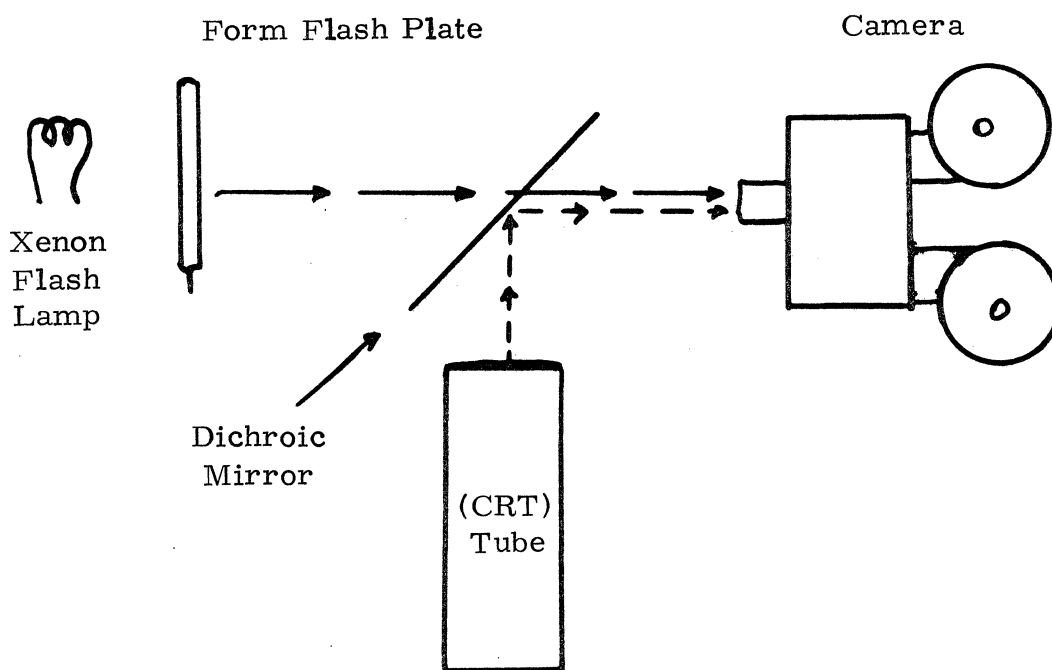 Form Flash Plate
Camera
Xenon
Flash
Lamp
Dichroic
Mirror
(CRT)
Tube